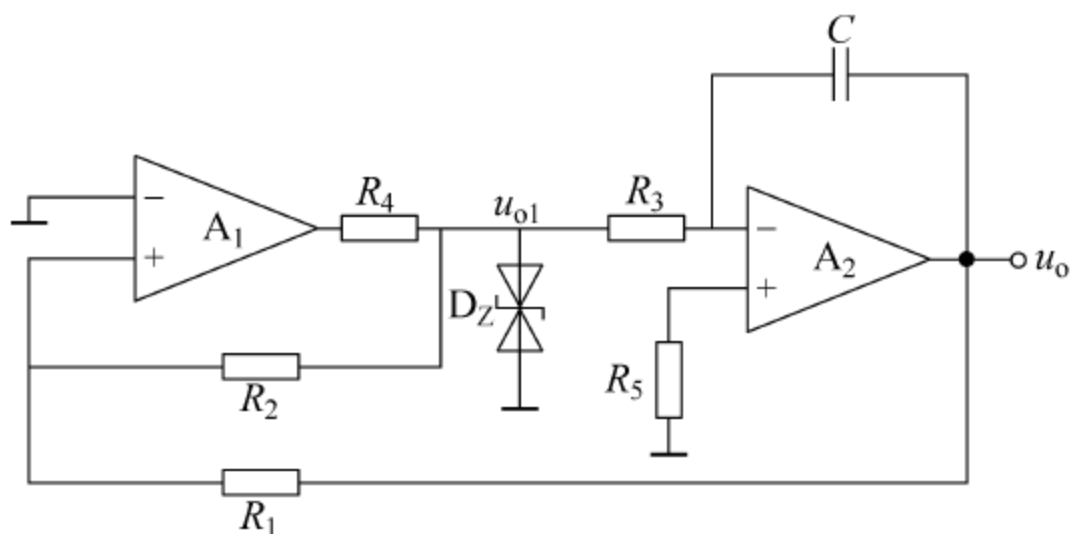 C
R4
uo1
R3
−
A1
+
−
A2
+
uo
DZ
R2
R5
R1